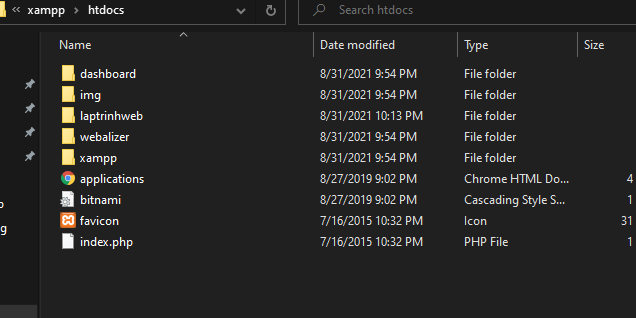 « xampp > htdocs Search htdocs
Name Date modified Type Size
dashboard 8/31/2021 9:54 PM File folder
img 8/31/2021 9:54 PM File folder
laptrinhweb 8/31/2021 10:13 PM File folder
webalizer 8/31/2021 9:54 PM File folder
xampp 8/31/2021 9:54 PM File folder
applications 8/27/2019 9:02 PM Chrome HTML Do... 4
bitnami 8/27/2019 9:02 PM Cascading Style S... 1
favicon 7/16/2015 10:32 PM Icon 31
index.php 7/16/2015 10:32 PM PHP File 1